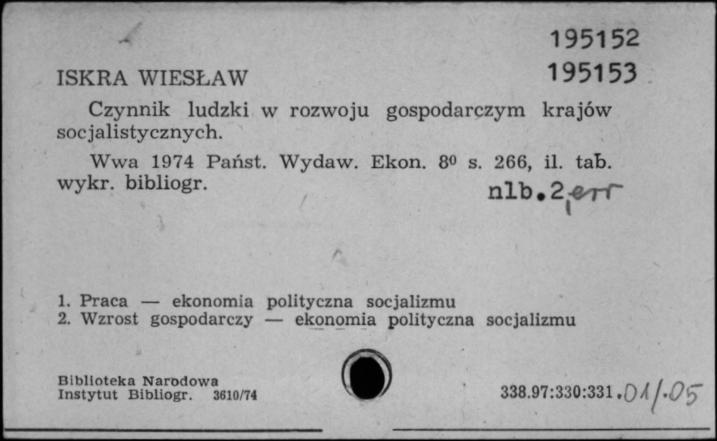 195152
195153
ISKRA WIESŁAW
Czynnik ludzki w rozwoju gospodarczym krajów
socjalistycznych.
Wwa 1974 Państ. Wydaw. Ekon. 8⁰ s. 266, il. tab.
wykr. bibliogr.
nlb.2, err
1. Praca — ekonomia polityczna socjalizmu
2. Wzrost gospodarczy — ekonomia polityczna socjalizmu
Biblioteka Narodowa
Instytut Bibliogr. 3610/74
338.97:330:331.01/.05